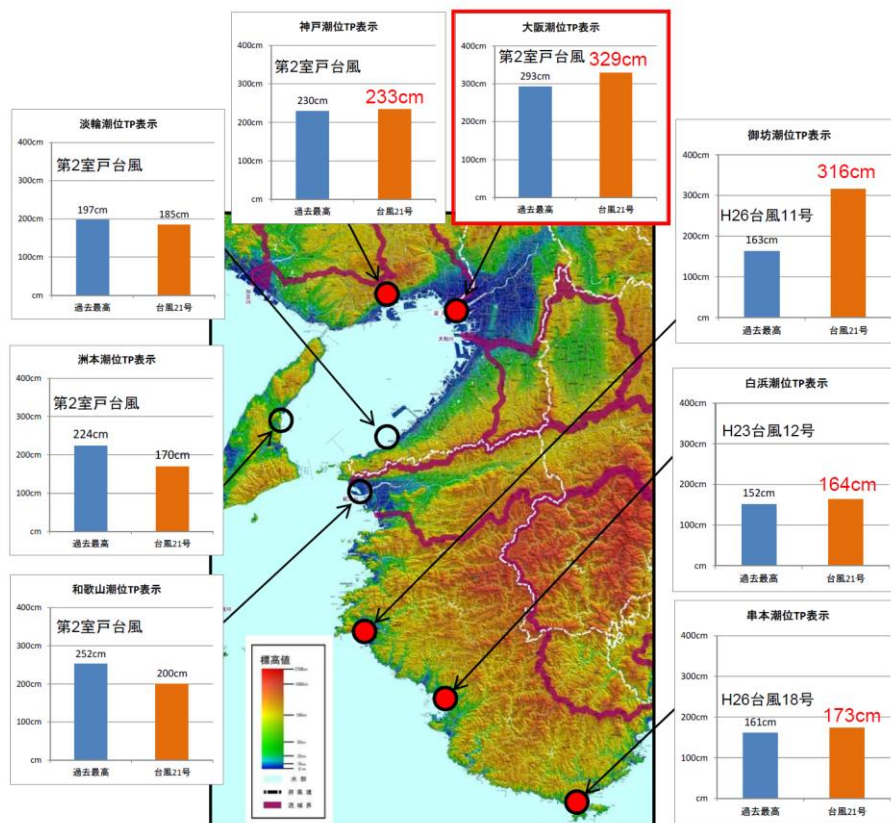 神戸潮位TP表示
400cm
300cm
200cm
100cm
cm
第2室戸台風
230cm
233cm
過去最高
台風21号
大阪潮位TP表示
400cm
300cm
200cm
100cm
cm
第2室戸台風
293cm
329cm
過去最高
台風21号
淡輪潮位TP表示
400cm
300cm
200cm
100cm
cm
第2室戸台風
197cm
185cm
過去最高
台風21号
御坊潮位TP表示
400cm
300cm
200cm
100cm
cm
H26台風11号
163cm
316cm
過去最高
台風21号
洲本潮位TP表示
400cm
300cm
200cm
100cm
cm
第2室戸台風
224cm
170cm
過去最高
台風21号
白浜潮位TP表示
400cm
300cm
200cm
100cm
cm
H23台風12号
152cm
164cm
過去最高
台風21号
和歌山潮位TP表示
400cm
300cm
200cm
100cm
cm
第2室戸台風
252cm
200cm
過去最高
台風21号
串本潮位TP表示
400cm
300cm
200cm
100cm
cm
H26台風18号
161cm
173cm
過去最高
台風21号
標高値
水部
府県境
流域界